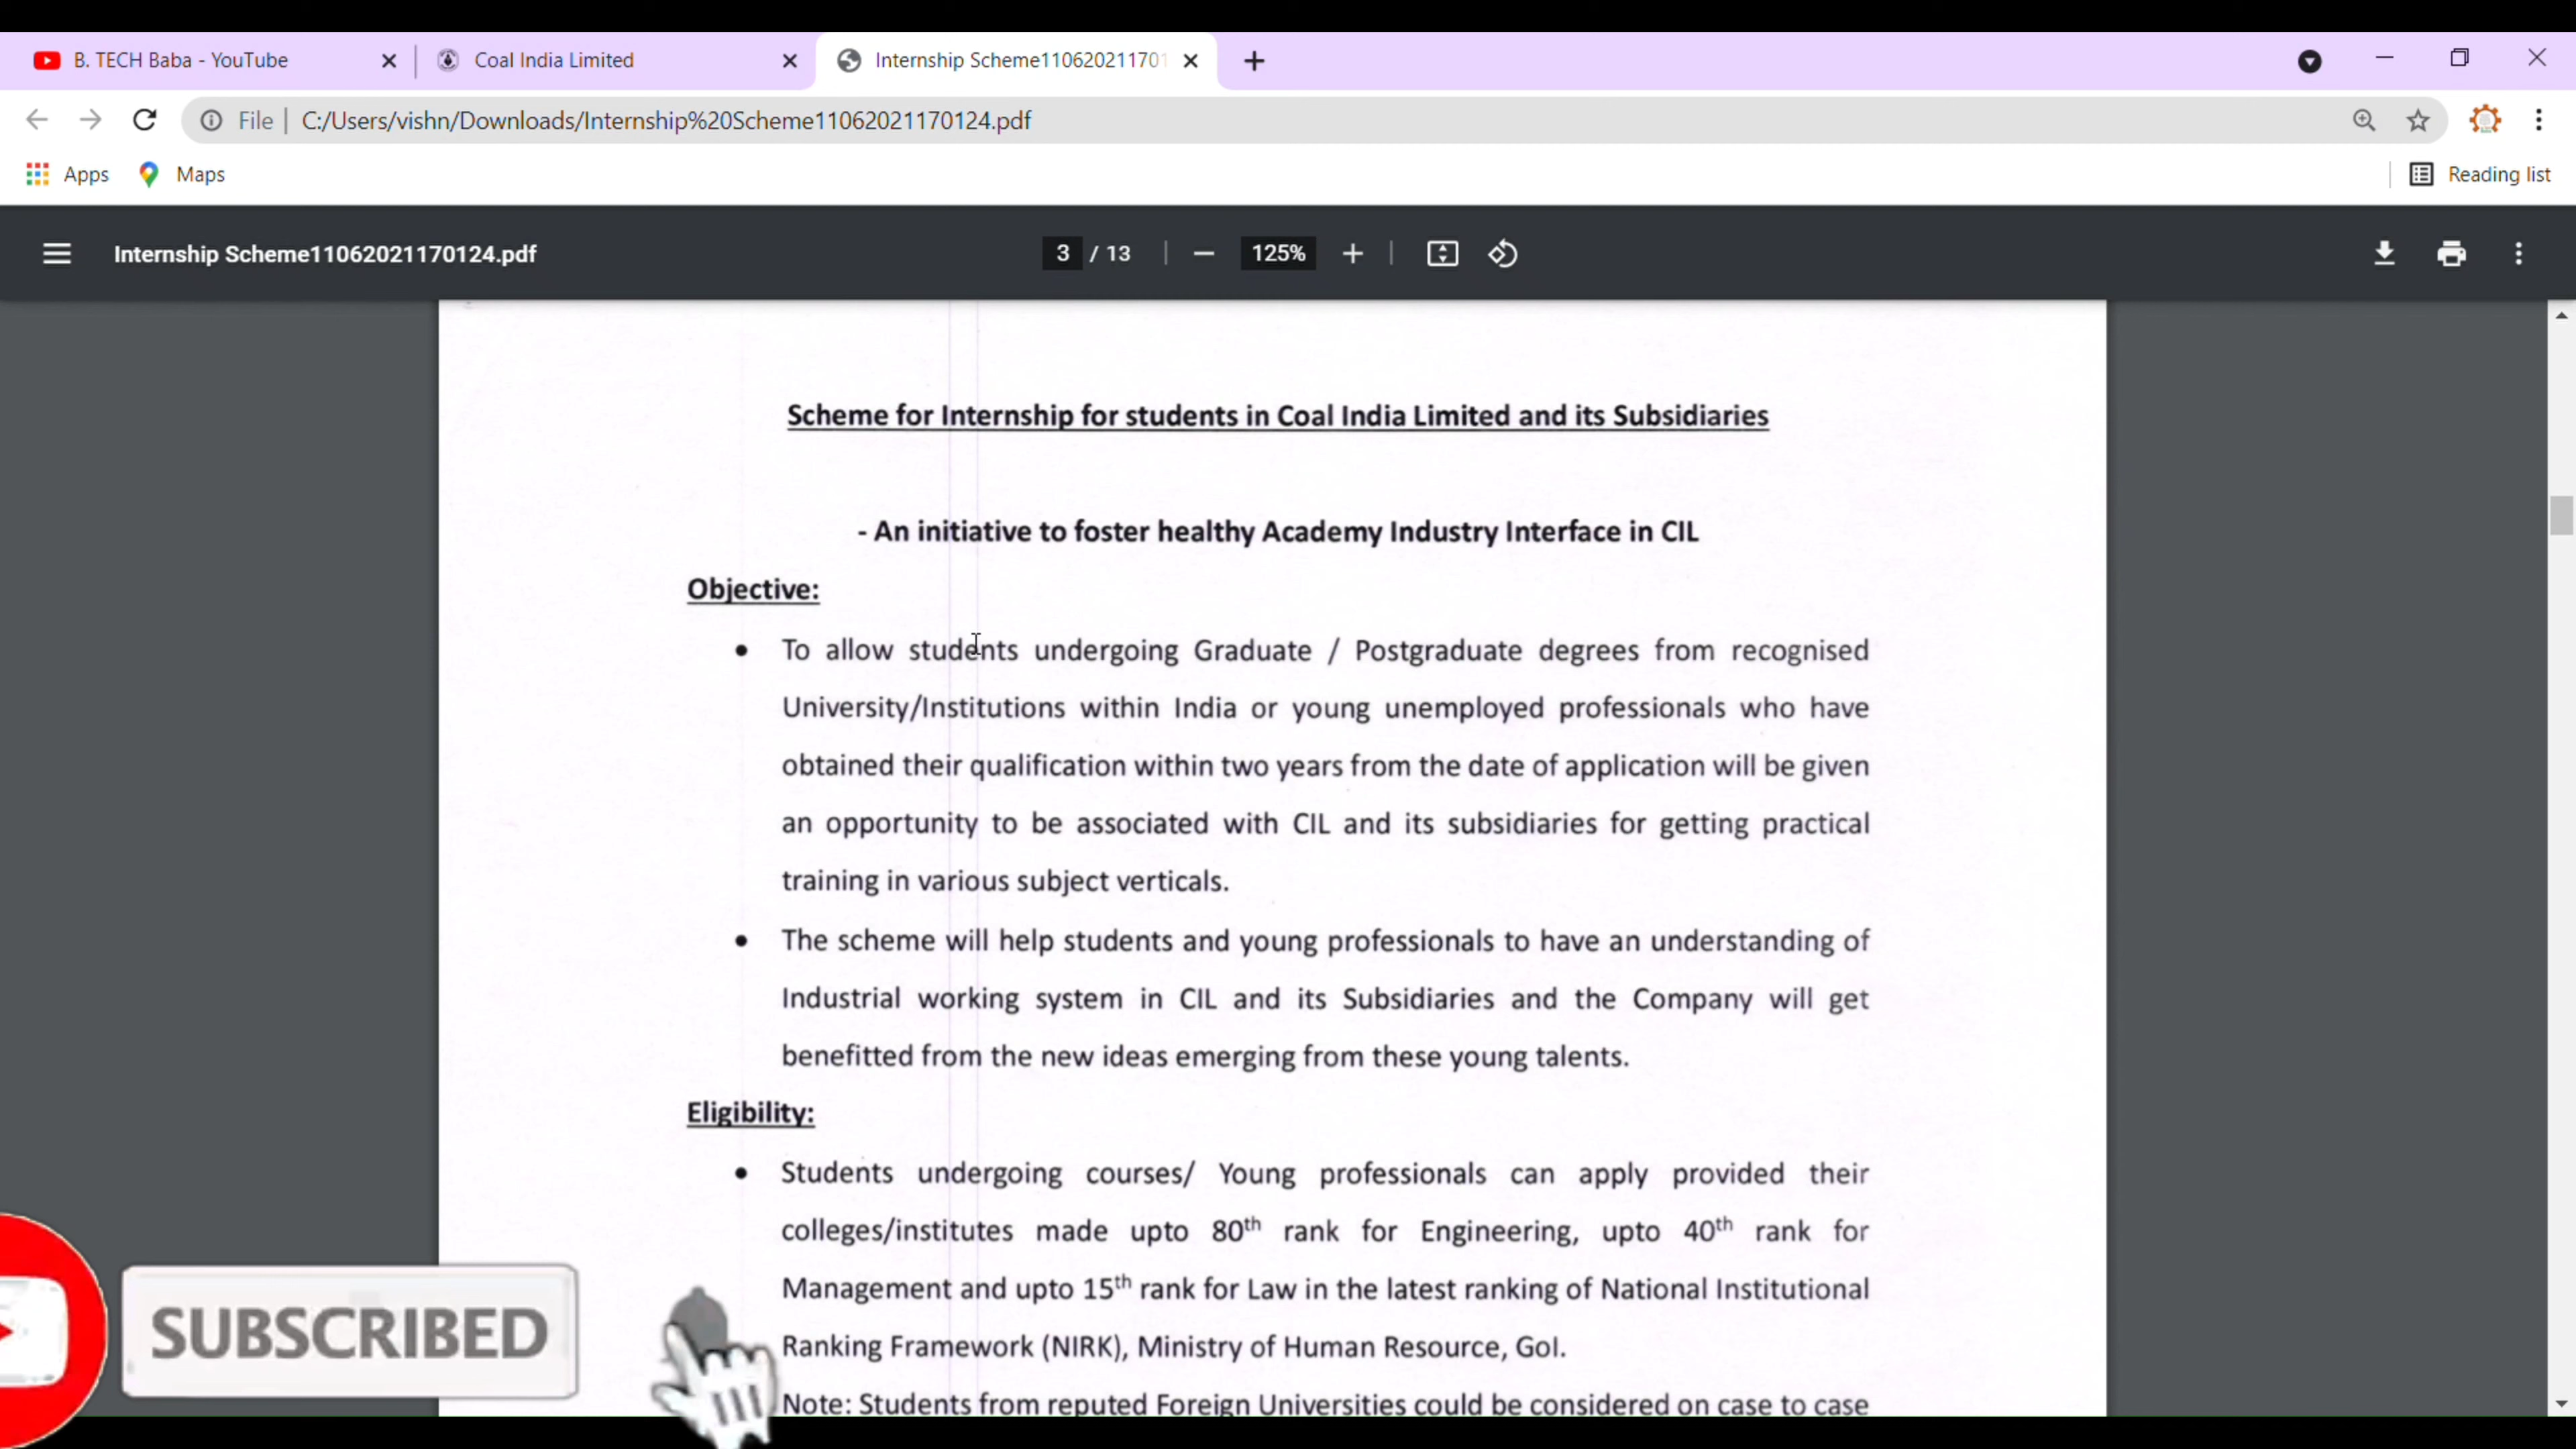 B. TECH Baba - YouTube
Coal India Limited
Internship Scheme110620211701
File
C:/Users/vishn/Downloads/Internship%20Scheme11062021170124.pdf
Apps
Maps
Reading list
Internship Scheme11062021170124.pdf
3 / 13
125%
Scheme for Internship for students in Coal India Limited and its Subsidiaries
- An initiative to foster healthy Academy Industry Interface in CIL
Objective:
• To allow students undergoing Graduate / Postgraduate degrees from recognised
University/Institutions within India or young unemployed professionals who have
obtained their qualification within two years from the date of application will be given
an opportunity to be associated with CIL and its subsidiaries for getting practical
training in various subject verticals.
• The scheme will help students and young professionals to have an understanding of
Industrial working system in CIL and its Subsidiaries and the Company will get
benefitted from the new ideas emerging from these young talents.
Eligibility:
• Students undergoing courses/ Young professionals can apply provided their
colleges/institutes made upto 80th rank for Engineering, upto 40th rank for
Management and upto 15th rank for Law in the latest ranking of National Institutional
Ranking Framework (NIRK), Ministry of Human Resource, GoI.
Note: Students from reputed Foreign Universities could be considered on case to case
SUBSCRIBED